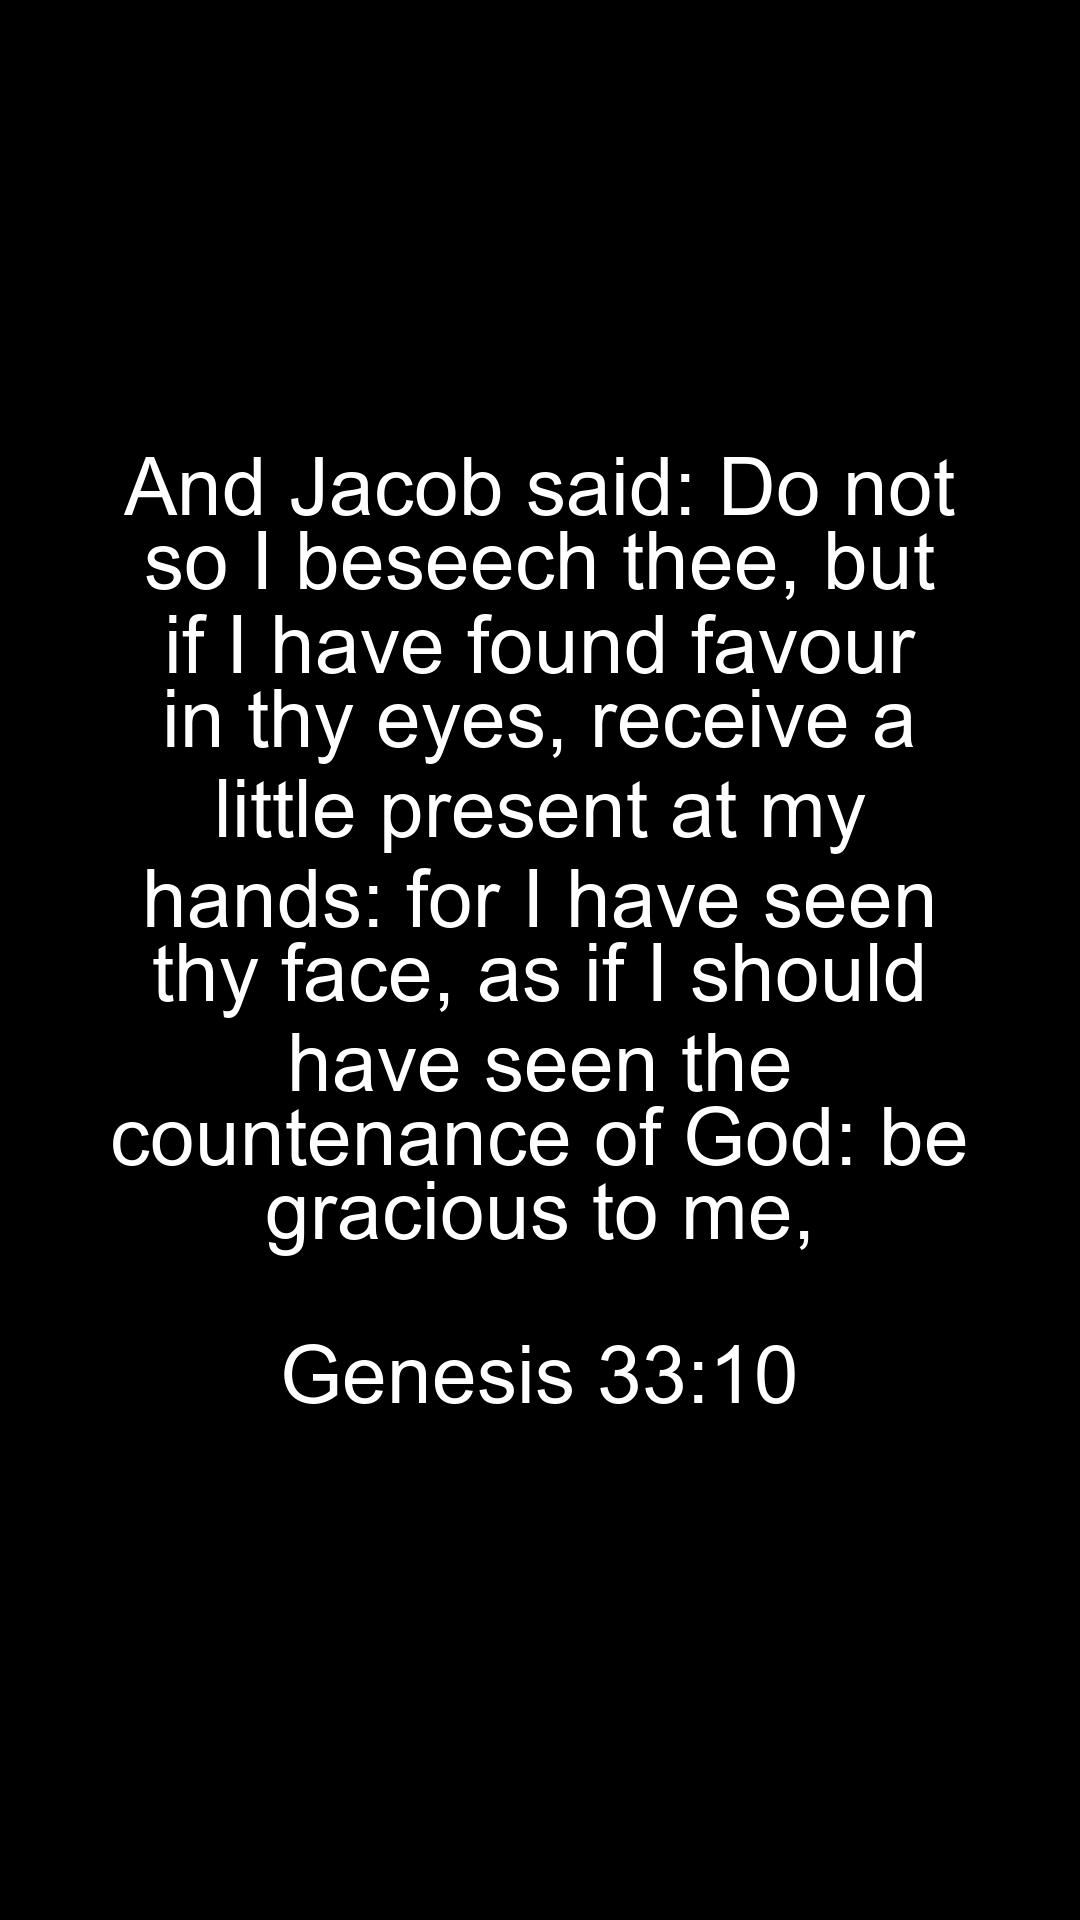 And Jacob said: Do not
so I beseech thee, but
if I have found favour
in thy eyes, receive a
little present at my
hands: for I have seen
thy face, as if I should
have seen the
countenance of God: be
gracious to me,
Genesis 33:10